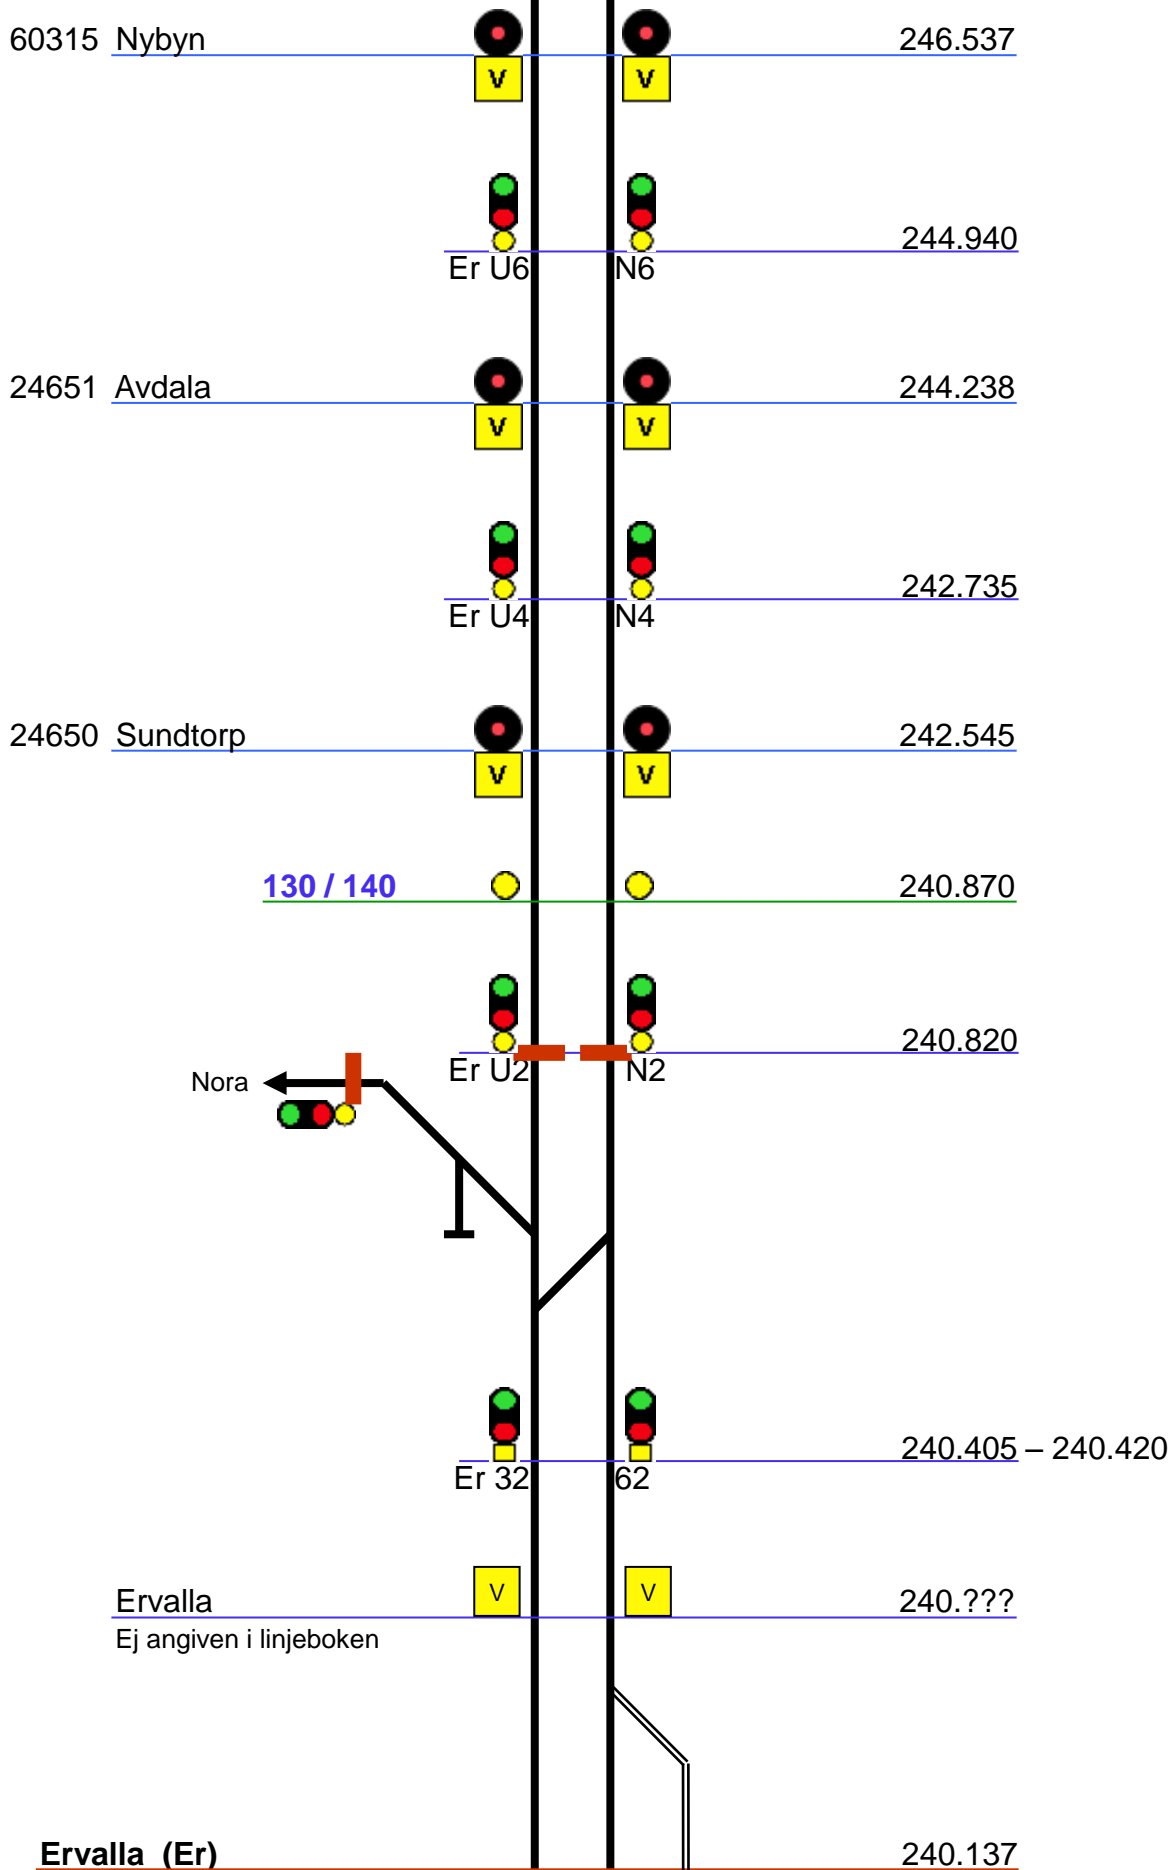 60315 Nybyn V V 246.537
Er U6 N6 244.940
24651 Avdala V V 244.238
Er U4 N4 242.735
24650 Sundtorp V V 242.545
130 / 140 240.870
Er U2 N2 240.820
Nora
Er 32 62 240.405 – 240.420
Ervalla V V 240.???
Ej angiven i linjeboken
Ervalla (Er) 240.137